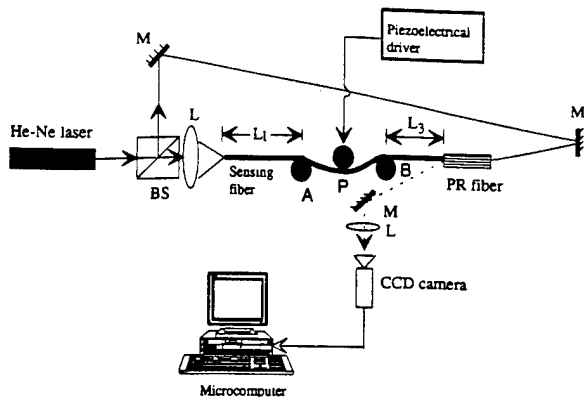 Piezoelectrical
driver
M
M
He-Ne laser
L
L1
L3
BS
Sensing
fiber
A
P
B
PR fiber
M
L
CCD camera
Microcomputer